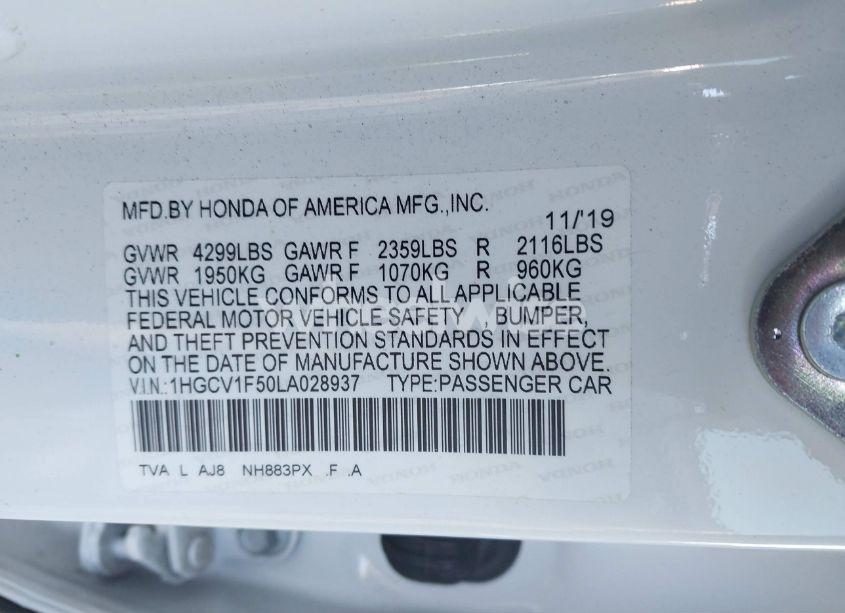 MFD.BY HONDA OF AMERICA MFG.,INC. 11/'19
GVWR 4299LBS GAWR F 2359LBS R 2116LBS
GVWR 1950KG GAWR F 1070KG R 960KG
THIS VEHICLE CONFORMS TO ALL APPLICABLE
FEDERAL MOTOR VEHICLE SAFETY , BUMPER,
AND THEFT PREVENTION STANDARDS IN EFFECT
ON THE DATE OF MANUFACTURE SHOWN ABOVE.
V.I.N.:1HGCV1F50LA028937 TYPE:PASSENGER CAR
TVA L AJ8 NH883PX .F .A